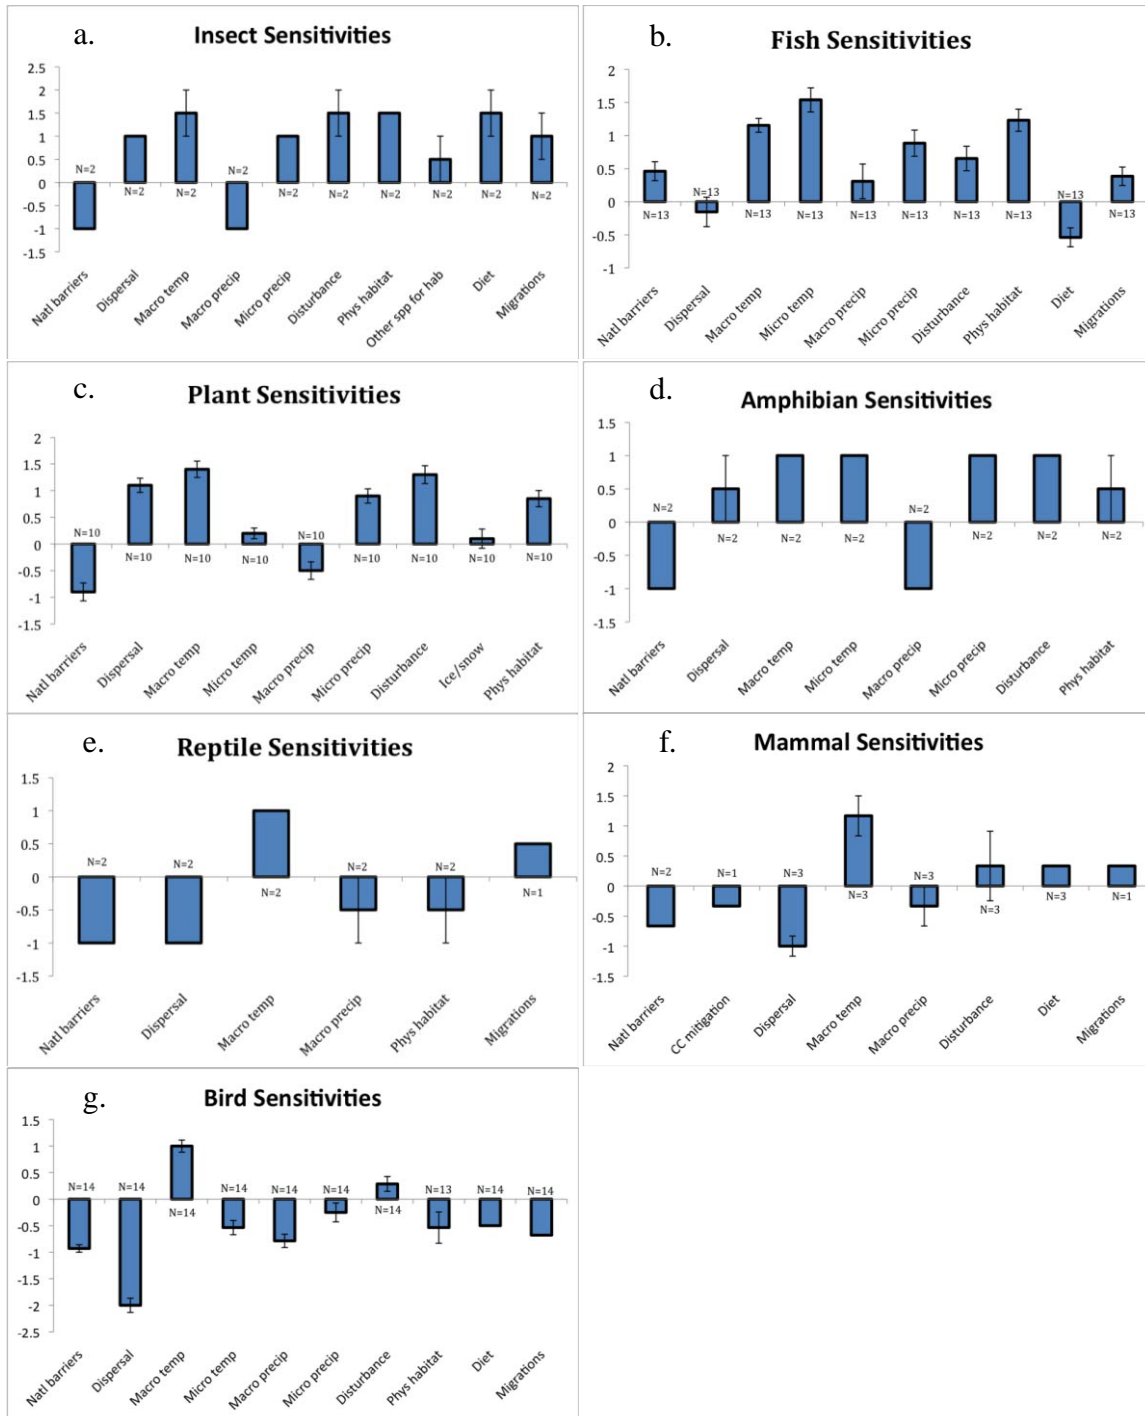 a.
Insect Sensitivities
2.5
2
1.5
1
0.5
0
-0.5
-1
-1.5
N=2
N=2
N=2
N=2
N=2
N=2
N=2
N=2
N=2
N=2
Natl barriers
Dispersal
Macro temp
Macro precip
Micro precip
Disturbance
Phys habitat
Other spp for hab
Diet
Migrations
b.
Fish Sensitivities
2
1.5
1
0.5
0
-0.5
-1
N=13
N=13
N=13
N=13
N=13
N=13
N=13
N=13
N=13
N=13
Natl barriers
Dispersal
Macro temp
Micro temp
Macro precip
Micro precip
Disturbance
Phys habitat
Diet
Migrations
c.
Plant Sensitivities
2
1.5
1
0.5
0
-0.5
-1
-1.5
N=10
N=10
N=10
N=10
N=10
N=10
N=10
N=10
N=10
Natl barriers
Dispersal
Macro temp
Micro temp
Macro precip
Micro precip
Disturbance
Ice/snow
Phys habitat
d.
Amphibian Sensitivities
1.5
1
0.5
0
-0.5
-1
-1.5
N=2
N=2
N=2
N=2
N=2
N=2
N=2
N=2
Natl barriers
Dispersal
Macro temp
Micro temp
Macro precip
Micro precip
Disturbance
Phys habitat
e.
Reptile Sensitivities
1.5
1
0.5
0
-0.5
-1
-1.5
N=2
N=2
N=2
N=2
N=2
N=1
Natl barriers
Dispersal
Macro temp
Macro precip
Phys habitat
Migrations
f.
Mammal Sensitivities
2
1.5
1
0.5
0
-0.5
-1
-1.5
N=2
N=1
N=3
N=3
N=3
N=3
N=3
N=1
Natl barriers
CC mitigation
Dispersal
Macro temp
Macro precip
Disturbance
Diet
Migrations
g.
Bird Sensitivities
1.5
1
0.5
0
-0.5
-1
-1.5
-2
-2.5
N=14
N=14
N=14
N=14
N=14
N=14
N=14
N=13
N=14
N=14
Natl barriers
Dispersal
Macro temp
Micro temp
Macro precip
Micro precip
Disturbance
Phys habitat
Diet
Migrations